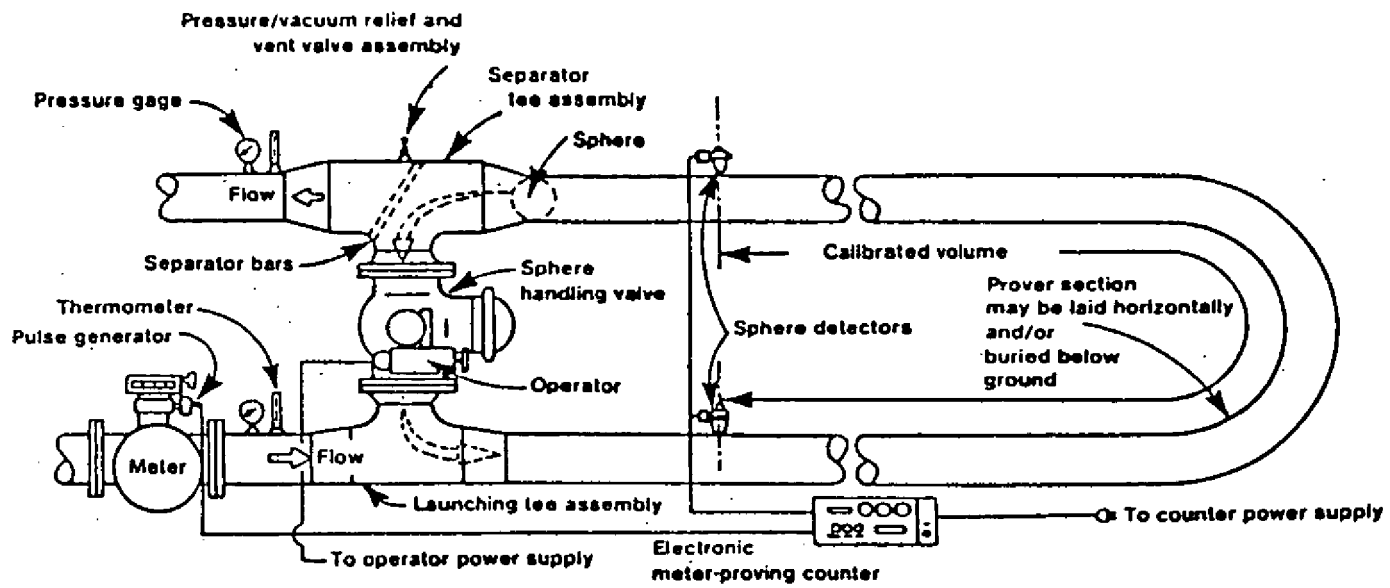 Pressure/vacuum relief and
vent valve assembly
Separator
tee assembly
Pressure gage
Sphere
Flow
Separator bars
Sphere
handling valve
Calibrated volume
Thermometer
Pulse generator
Sphere detectors
Prover section
may be laid horizontally
and/or
buried below
ground
Operator
Meter
Flow
Launching tee assembly
To counter power supply
To operator power supply
Electronic
meter-proving counter